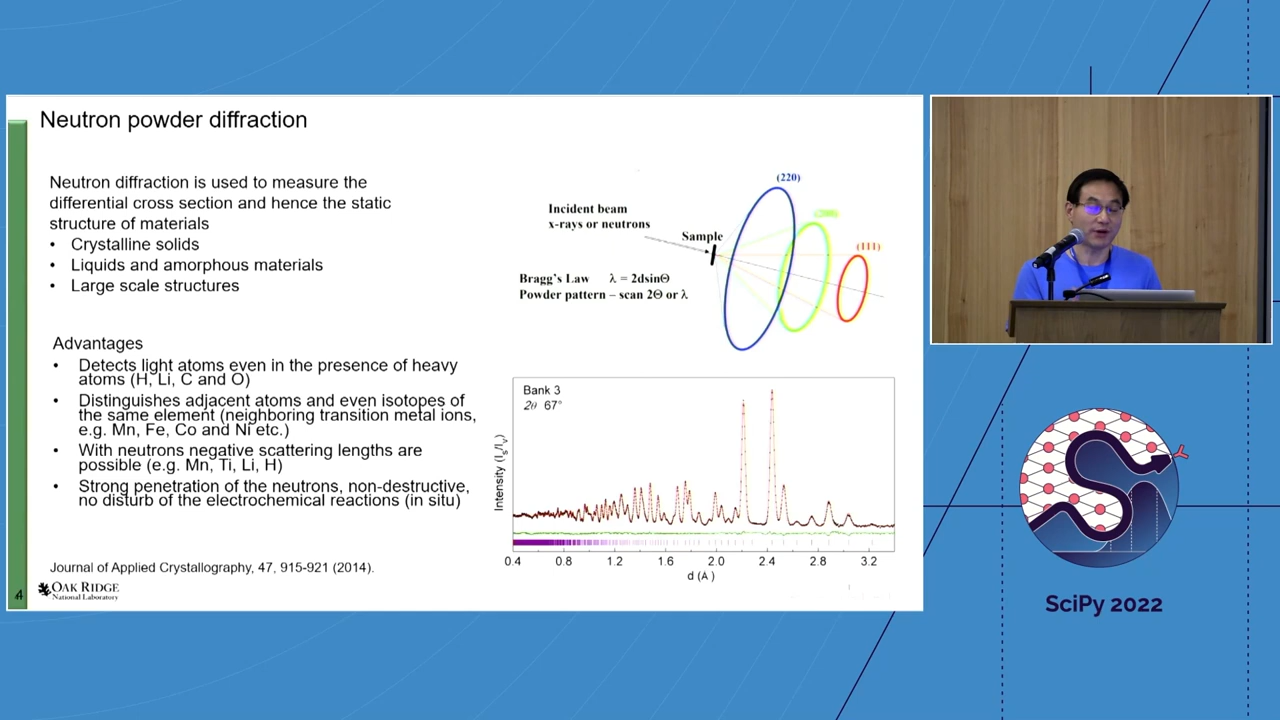 Neutron powder diffraction
Neutron diffraction is used to measure the
differential cross section and hence the static
structure of materials
• Crystalline solids
• Liquids and amorphous materials
• Large scale structures
Advantages
• Detects light atoms even in the presence of heavy
atoms (H, Li, C and O)
• Distinguishes adjacent atoms and even isotopes of
the same element (neighboring transition metal ions,
e.g. Mn, Fe, Co and Ni etc.)
• With neutrons negative scattering lengths are
possible (e.g. Mn, Ti, Li, H)
• Strong penetration of the neutrons, non-destructive,
no disturb of the electrochemical reactions (in situ)
Journal of Applied Crystallography, 47, 915-921 (2014).
4
OAK RIDGE
National Laboratory
(220)
(200)
(111)
Incident beam
x-rays or neutrons
Sample
Bragg's Law λ = 2dsinΘ
Powder pattern – scan 2Θ or λ
Bank 3
2θ 67°
Intensity (Is/Iv)
0.4 0.8 1.2 1.6 2.0 2.4 2.8 3.2
d (Å)
SciPy 2022